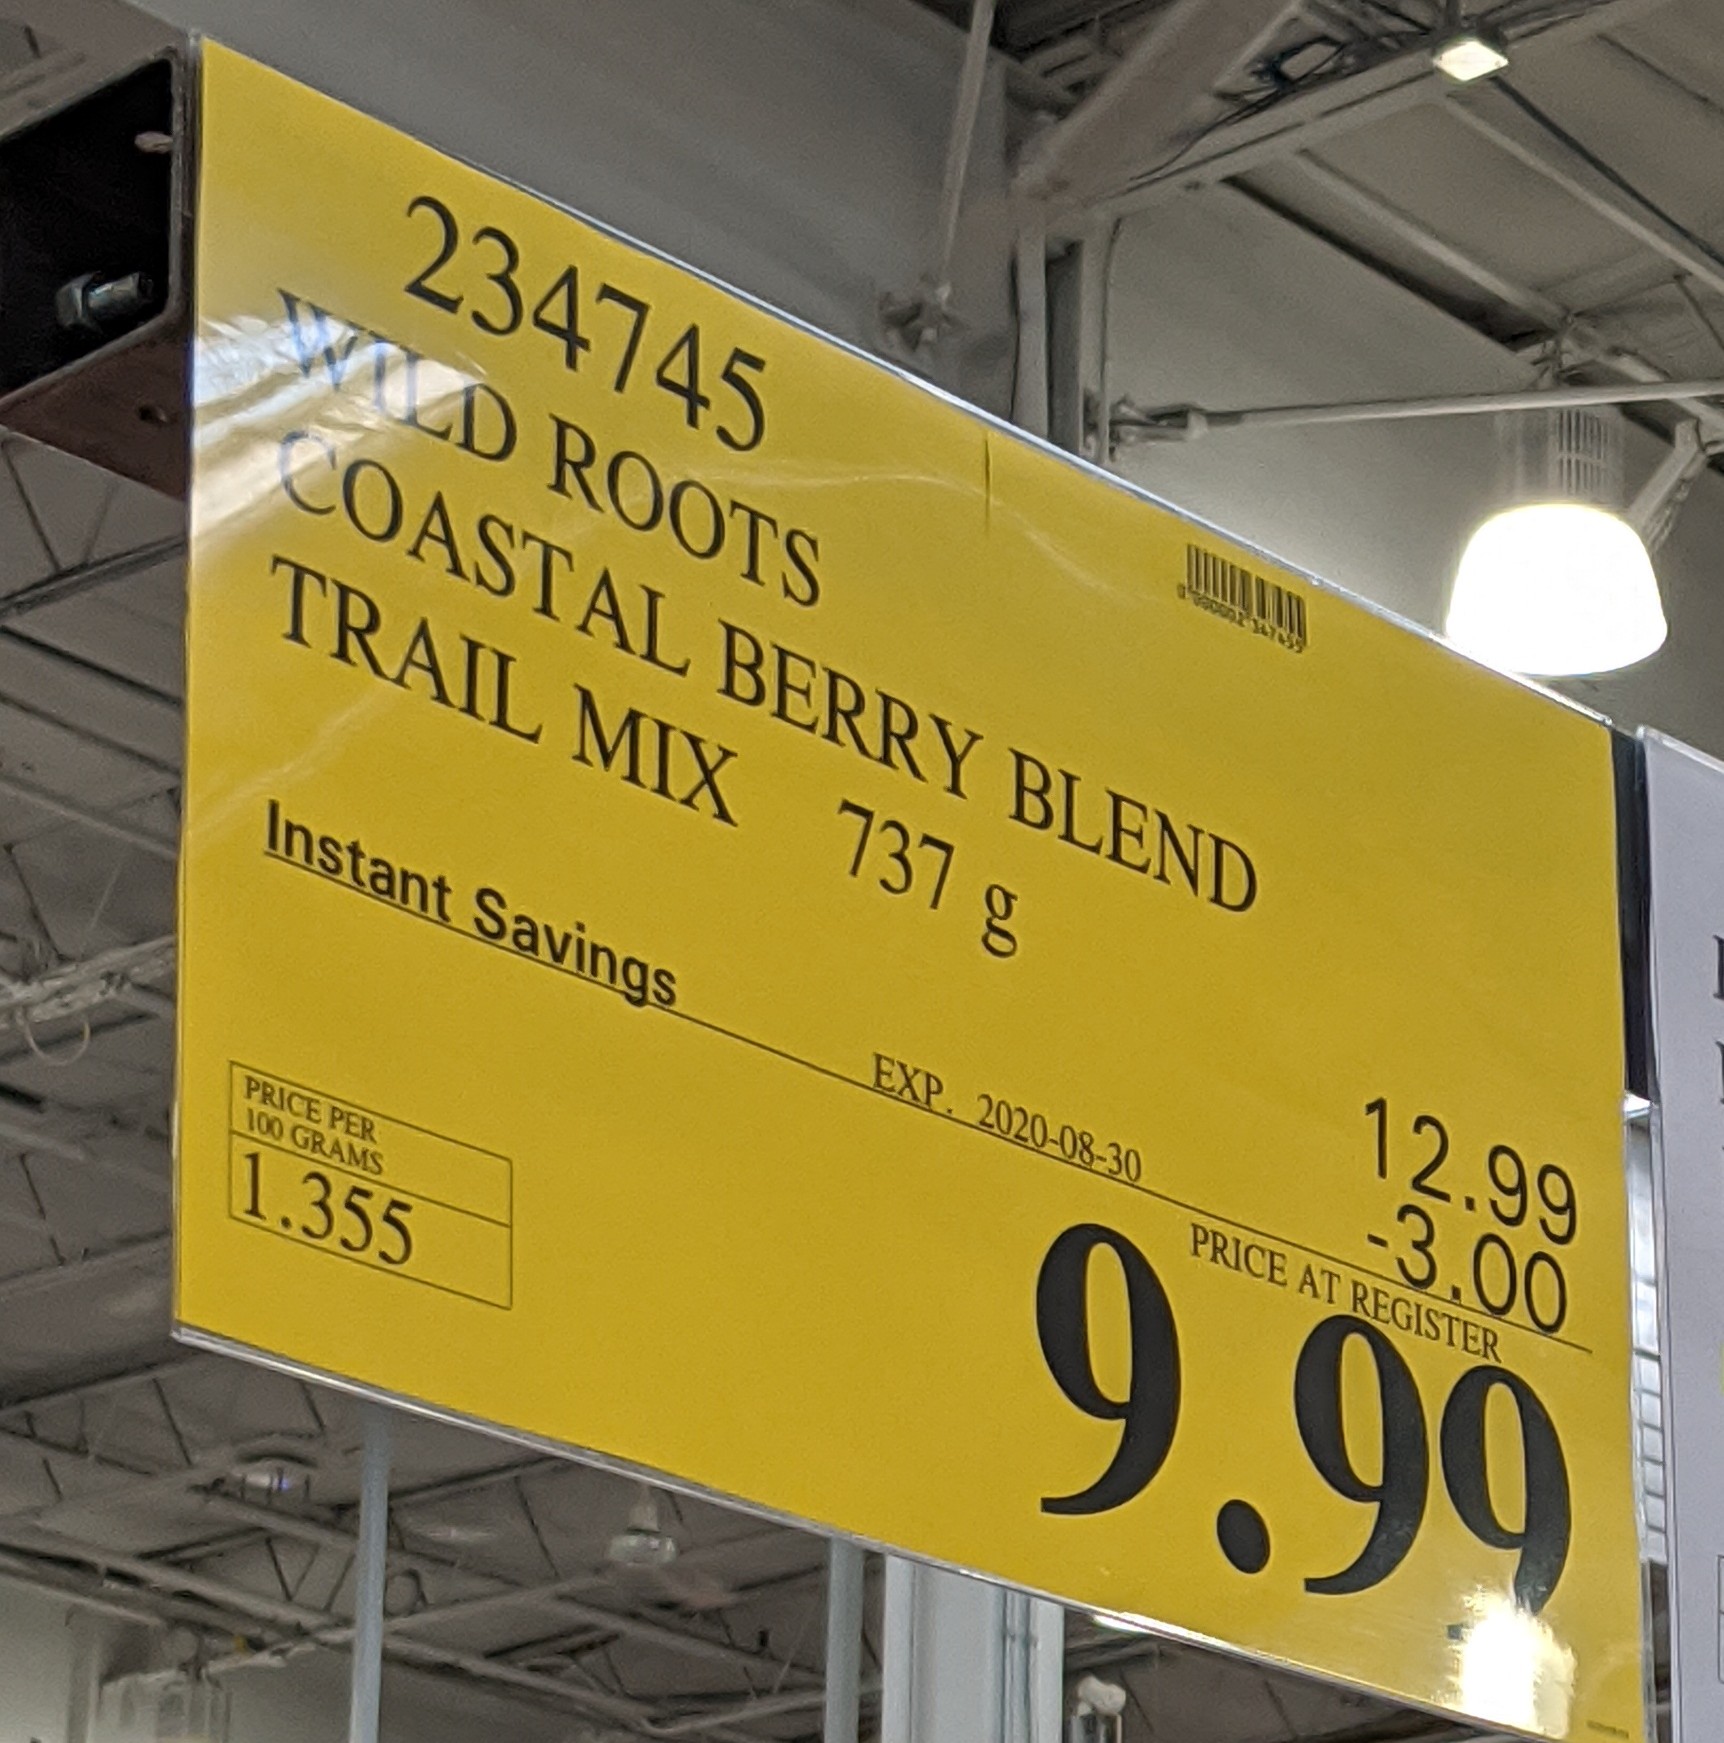 234745
WILD ROOTS
COASTAL BERRY BLEND
TRAIL MIX 737 g
Instant Savings
EXP. 2020-08-30
12.99
-3.00
PRICE AT REGISTER
9.99
PRICE PER
100 GRAMS
1.355